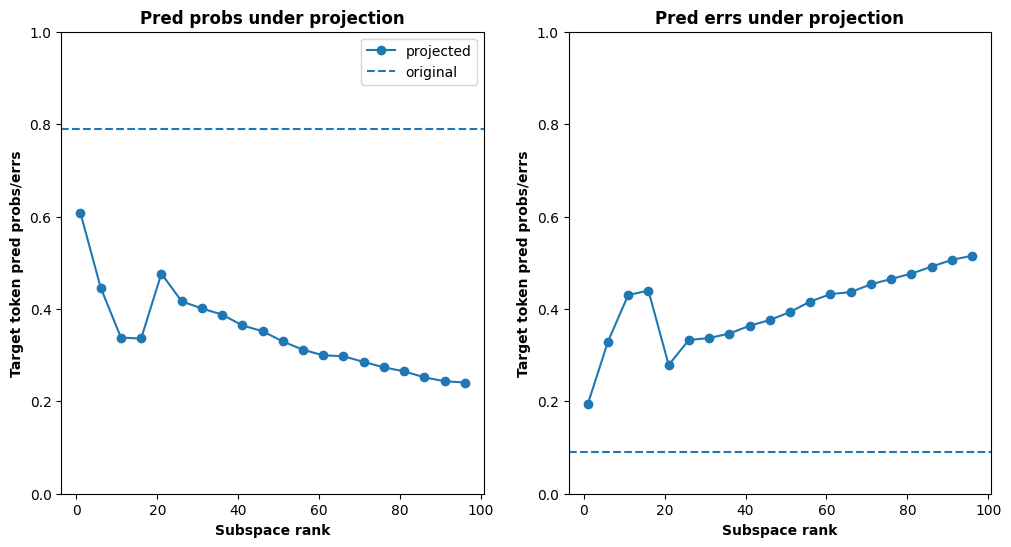 Pred probs under projection
Target token pred probs/errs
1.0
0.8
0.6
0.4
0.2
0.0
projected
original
0 20 40 60 80 100
Subspace rank
Pred errs under projection
Target token pred probs/errs
1.0
0.8
0.6
0.4
0.2
0.0
0 20 40 60 80 100
Subspace rank